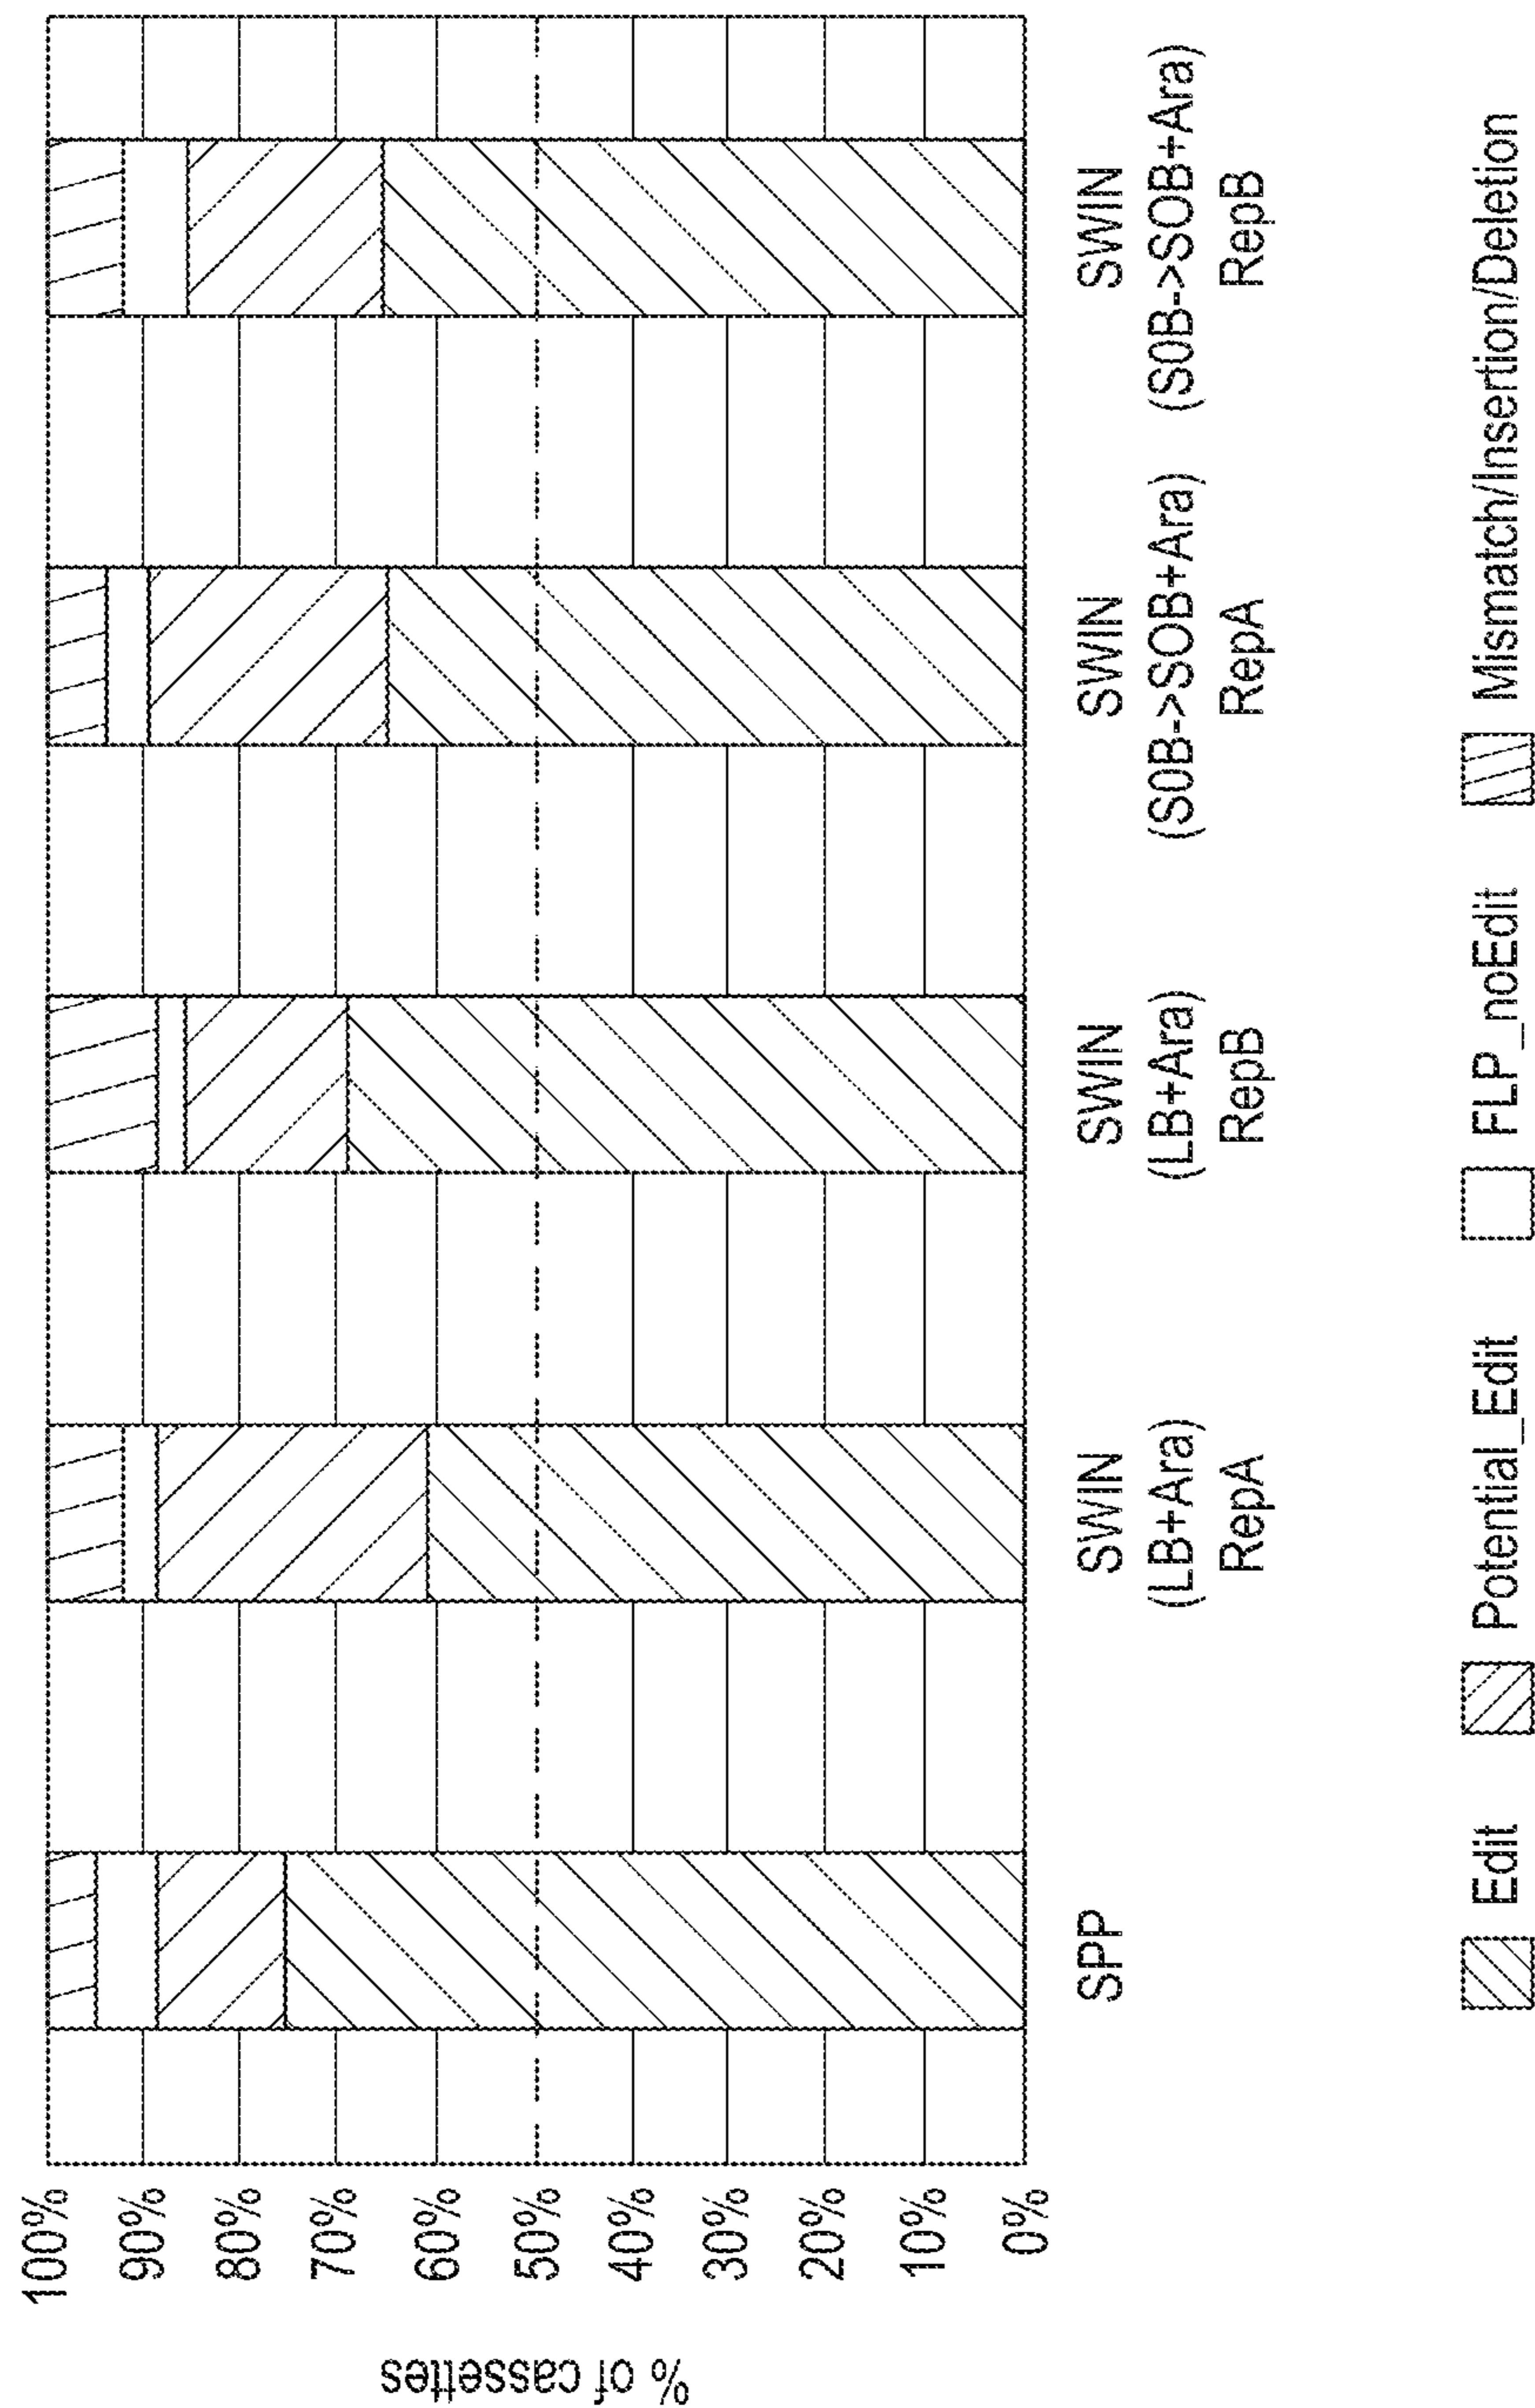 % of cassettes
100%
90%
80%
70%
60%
50%
40%
30%
20%
10%
0%
SPP
SWIN
(LB+Ara)
RepA
SWIN
(LB+Ara)
RepB
SWIN
(S0B->SOB+Ara)
RepA
SWIN
(S0B->SOB+Ara)
RepB
Edit
Potential_Edit
FLP_noEdit
Mismatch/Insertion/Deletion